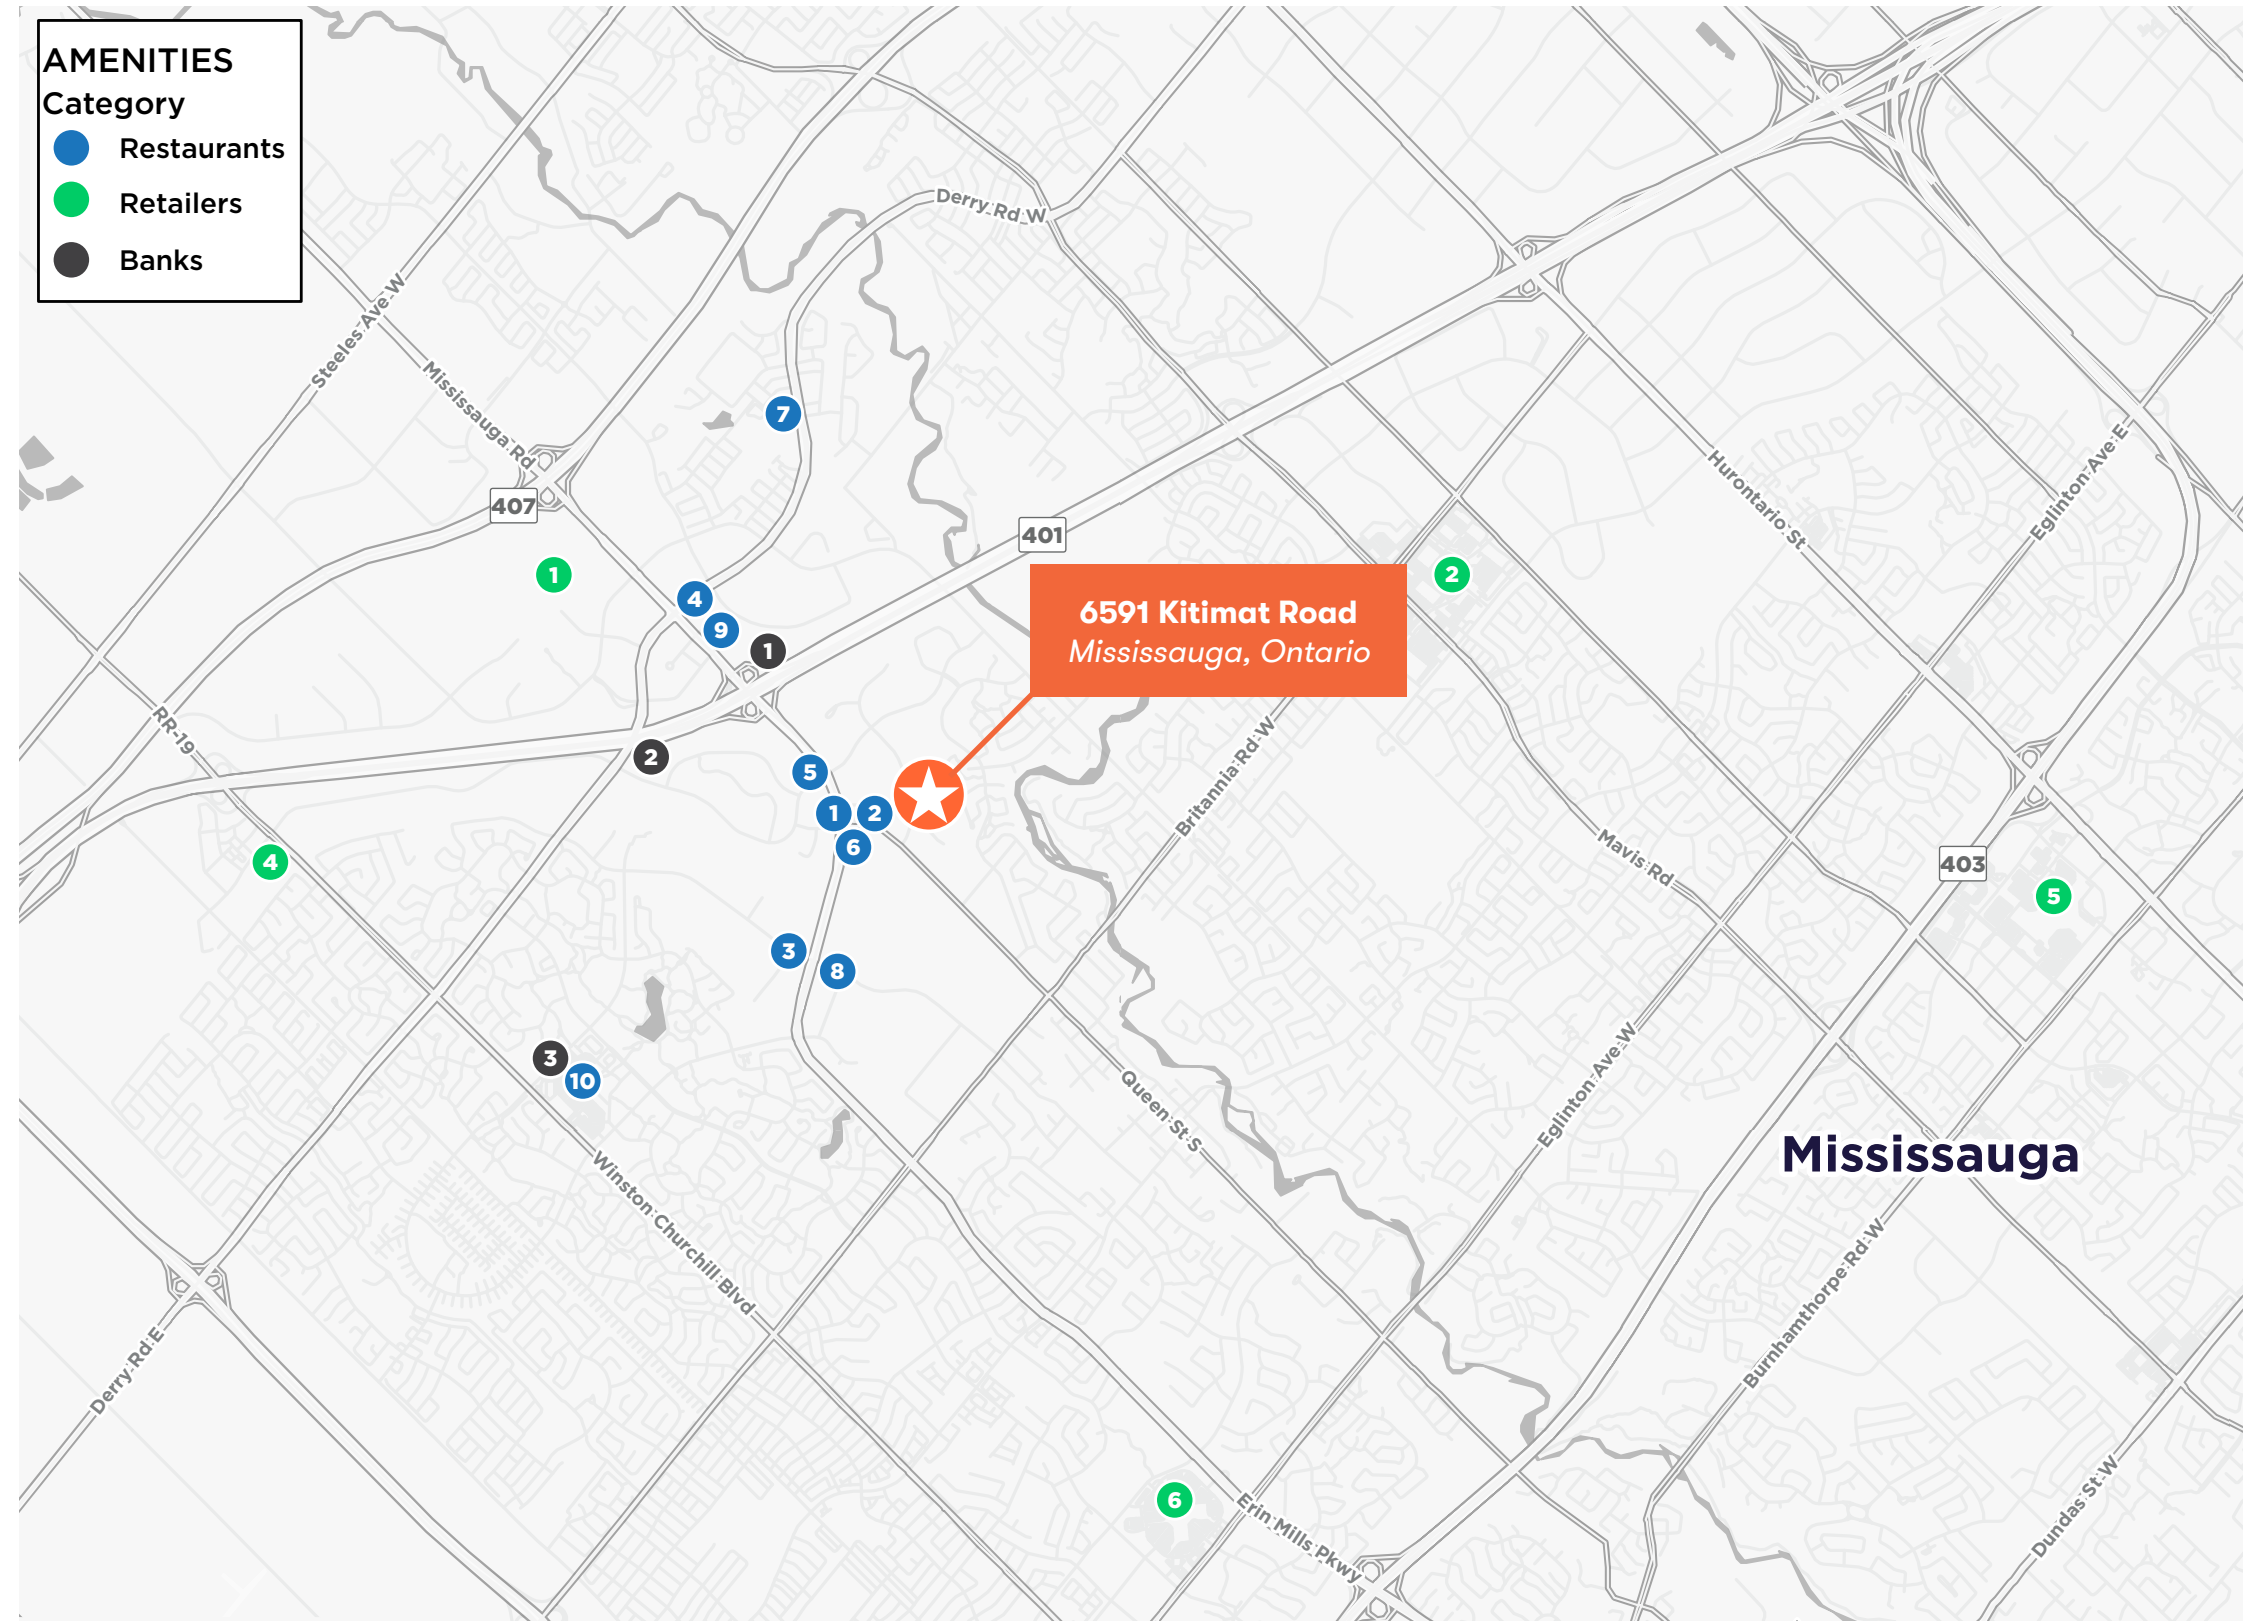 AMENITIES
Category
Restaurants
Retailers
Banks
Derry Rd W
Steeles Ave W
Mississauga Rd
7
407
401
Hurontario St
Eglinton Ave E
1
4
9
1
2
6591 Kitimat Road
Mississauga, Ontario
RR-19
2
5
1
2
6
Britannia Rd W
Mavis Rd
403
4
5
3
8
3
10
Queen St S
Eglinton Ave W
Mississauga
Winston Churchill Blvd
Burnhamthorpe Rd W
Derry Rd E
6
Erin Mills Pkwy
Dundas St W